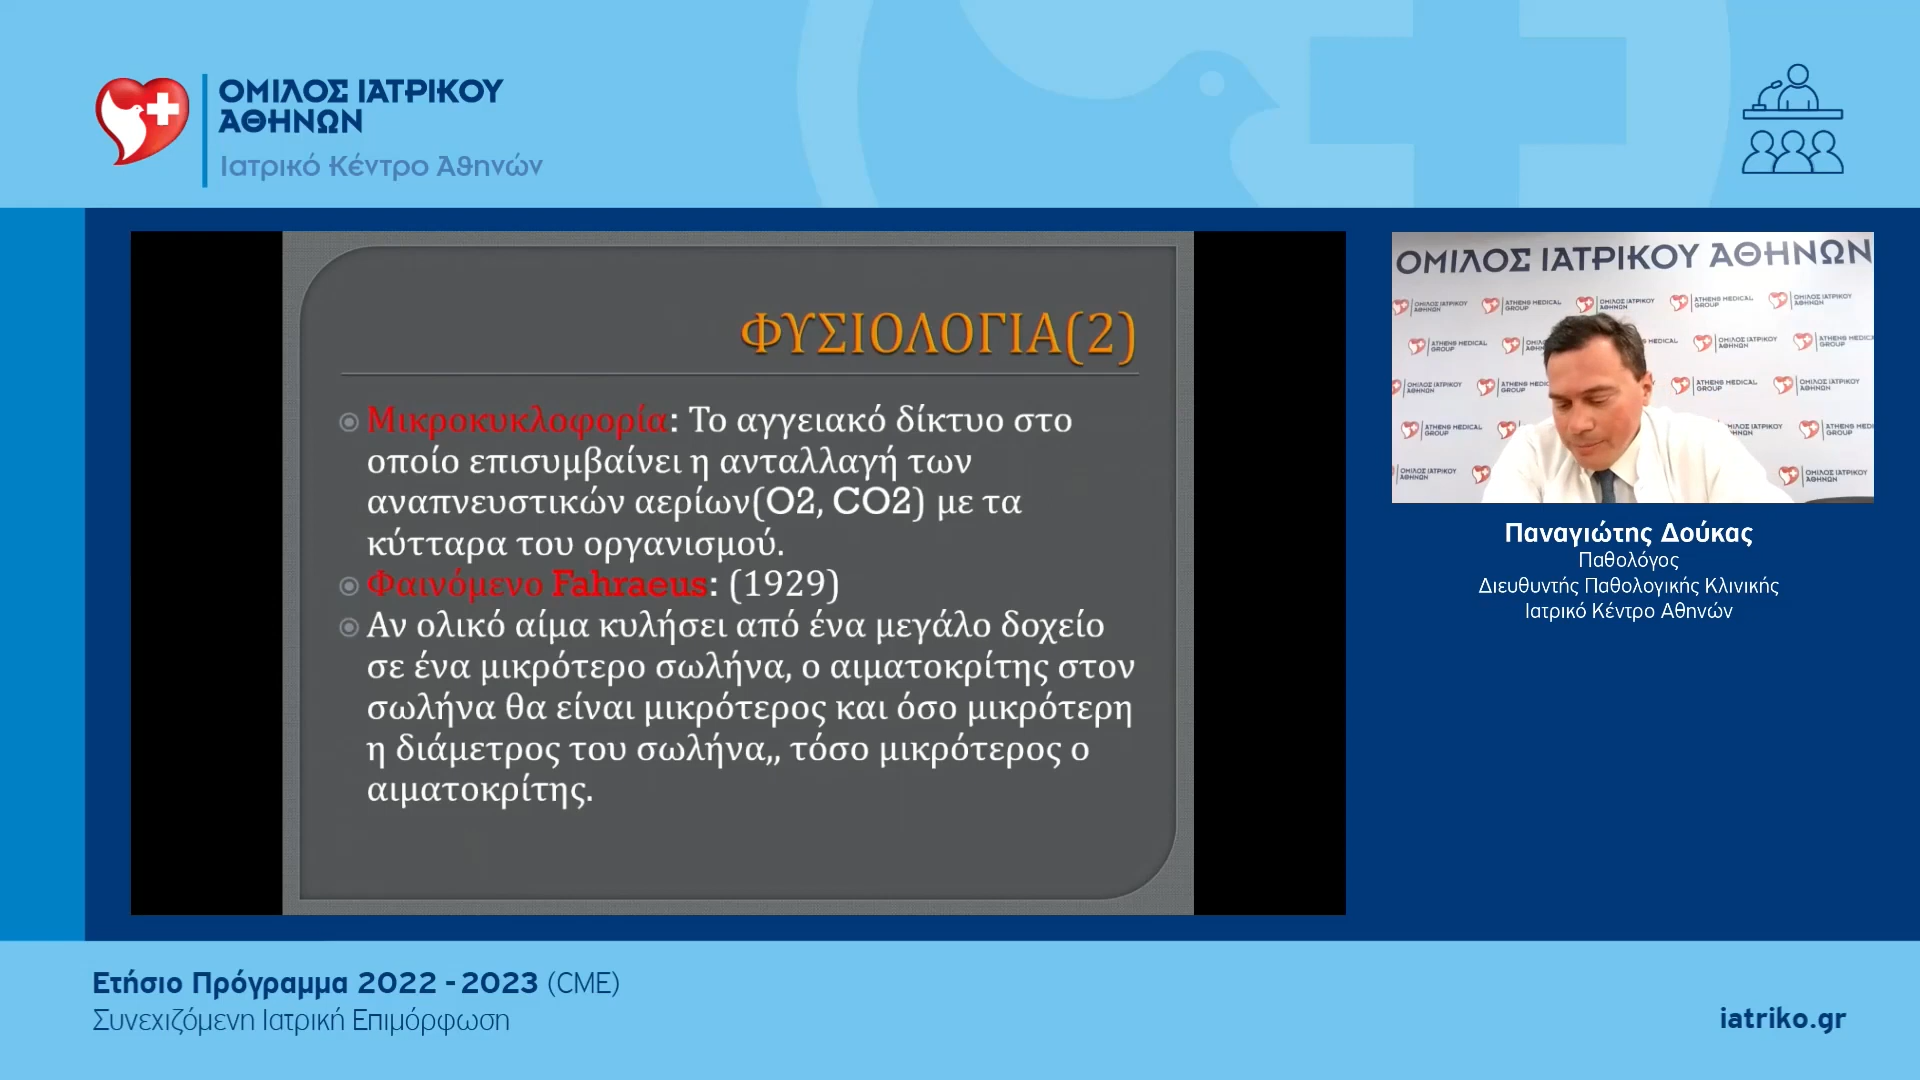 ΟΜΙΛΟΣ ΙΑΤΡΙΚΟΥ
ΑΘΗΝΩΝ
Ιατρικό Κέντρο Αθηνών
ΦΥΣΙΟΛΟΓΙΑ(2)
Μικροκυκλοφορία: Το αγγειακό δίκτυο στο
οποίο επισυμβαίνει η ανταλλαγή των
αναπνευστικών αερίων(O2, CO2) με τα
κύτταρα του οργανισμού.
Φαινόμενο Fahraeus: (1929)
Αν ολικό αίμα κυλήσει από ένα μεγάλο δοχείο
σε ένα μικρότερο σωλήνα, ο αιματοκρίτης στον
σωλήνα θα είναι μικρότερος και όσο μικρότερη
η διάμετρος του σωλήνα,, τόσο μικρότερος ο
αιματοκρίτης.
ΟΜΙΛΟΣ ΙΑΤΡΙΚΟΥ ΑΘΗΝΩΝ
Παναγιώτης Δούκας
Παθολόγος
Διευθυντής Παθολογικής Κλινικής
Ιατρικό Κέντρο Αθηνών
Ετήσιο Πρόγραμμα 2022 - 2023 (CME)
Συνεχιζόμενη Ιατρική Επιμόρφωση
iatriko.gr